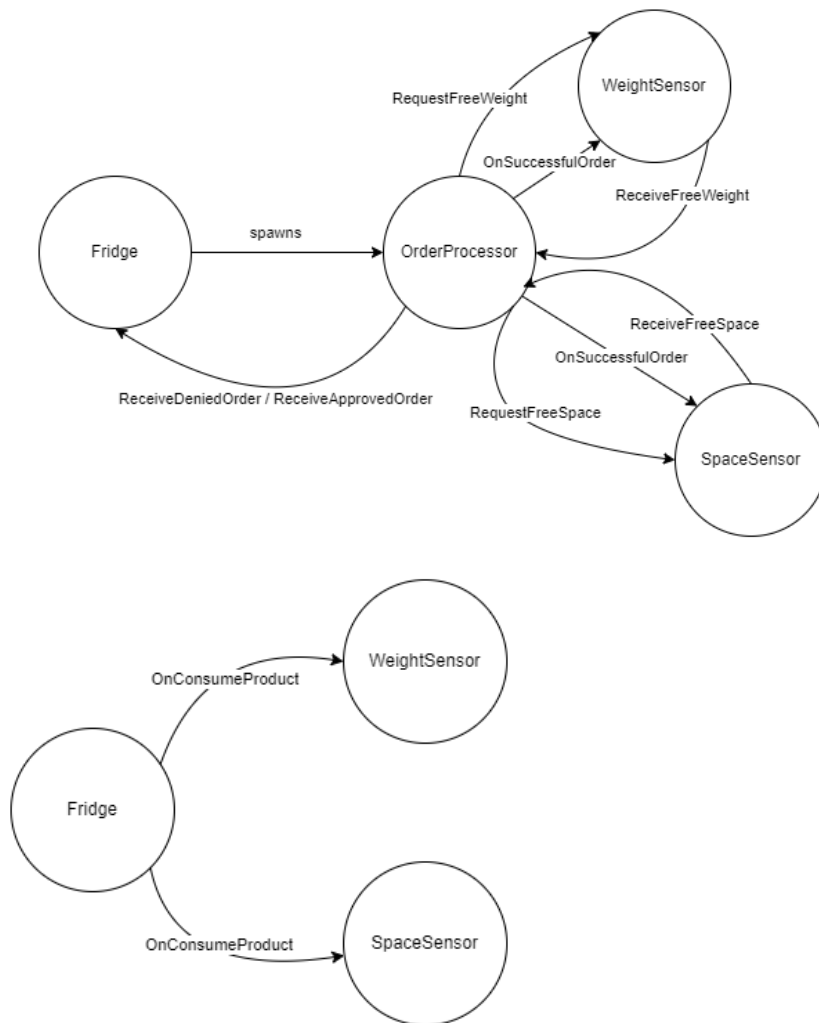 WeightSensor
RequestFreeWeight
OnSuccessfulOrder
ReceiveFreeWeight
spawns
Fridge
OrderProcessor
ReceiveFreeSpace
OnSuccessfulOrder
ReceiveDeniedOrder / ReceiveApprovedOrder
RequestFreeSpace
SpaceSensor
WeightSensor
OnConsumeProduct
Fridge
OnConsumeProduct
SpaceSensor